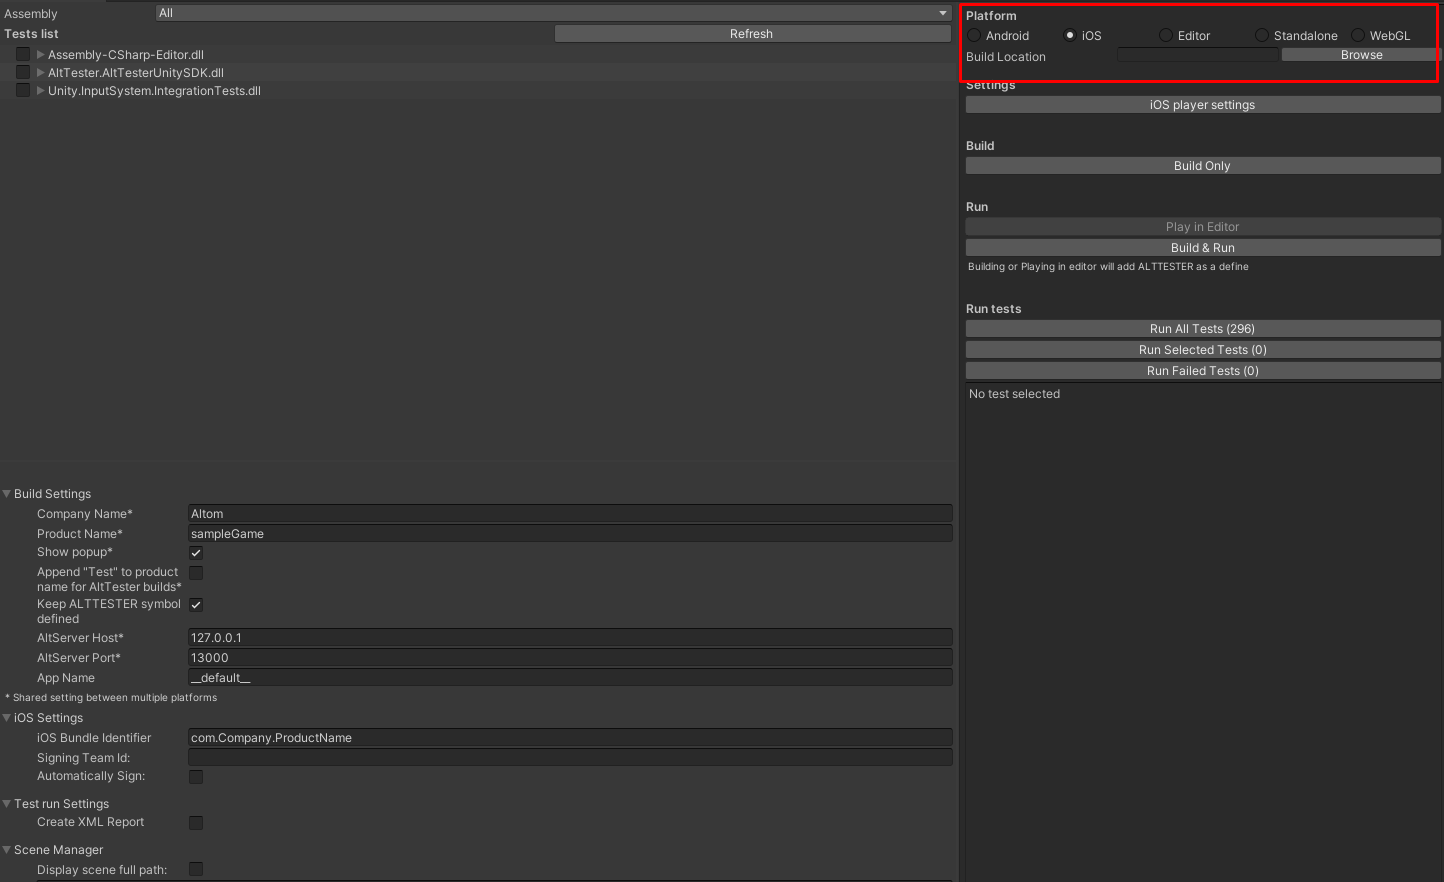 Assembly
All
Tests list
Refresh
Assembly-CSharp-Editor.dll
AltTester.AltTesterUnitySDK.dll
Unity.InputSystem.IntegrationTests.dll
Platform
Android
iOS
Editor
Standalone
WebGL
Build Location
Browse
Settings
iOS player settings
Build
Build Only
Run
Play in Editor
Build & Run
Building or Playing in editor will add ALTTESTER as a define
Run tests
Run All Tests (296)
Run Selected Tests (0)
Run Failed Tests (0)
No test selected
Build Settings
Company Name*
Altom
Product Name*
sampleGame
Show popup*
Append "Test" to product
name for AltTester builds*
Keep ALTTESTER symbol
defined
AltServer Host*
127.0.0.1
AltServer Port*
13000
App Name
__default__
* Shared setting between multiple platforms
iOS Settings
iOS Bundle Identifier
com.Company.ProductName
Signing Team Id:
Automatically Sign:
Test run Settings
Create XML Report
Scene Manager
Display scene full path: